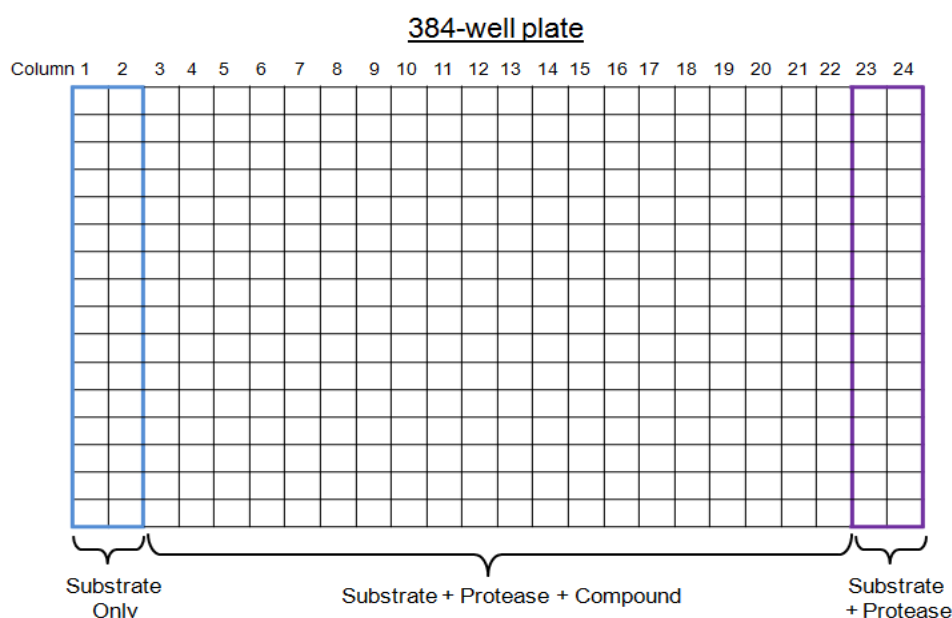 384-well plate
Column 1 2 3 4 5 6 7 8 9 10 11 12 13 14 15 16 17 18 19 20 21 22 23 24
Substrate
Only
Substrate + Protease + Compound
Substrate
+ Protease